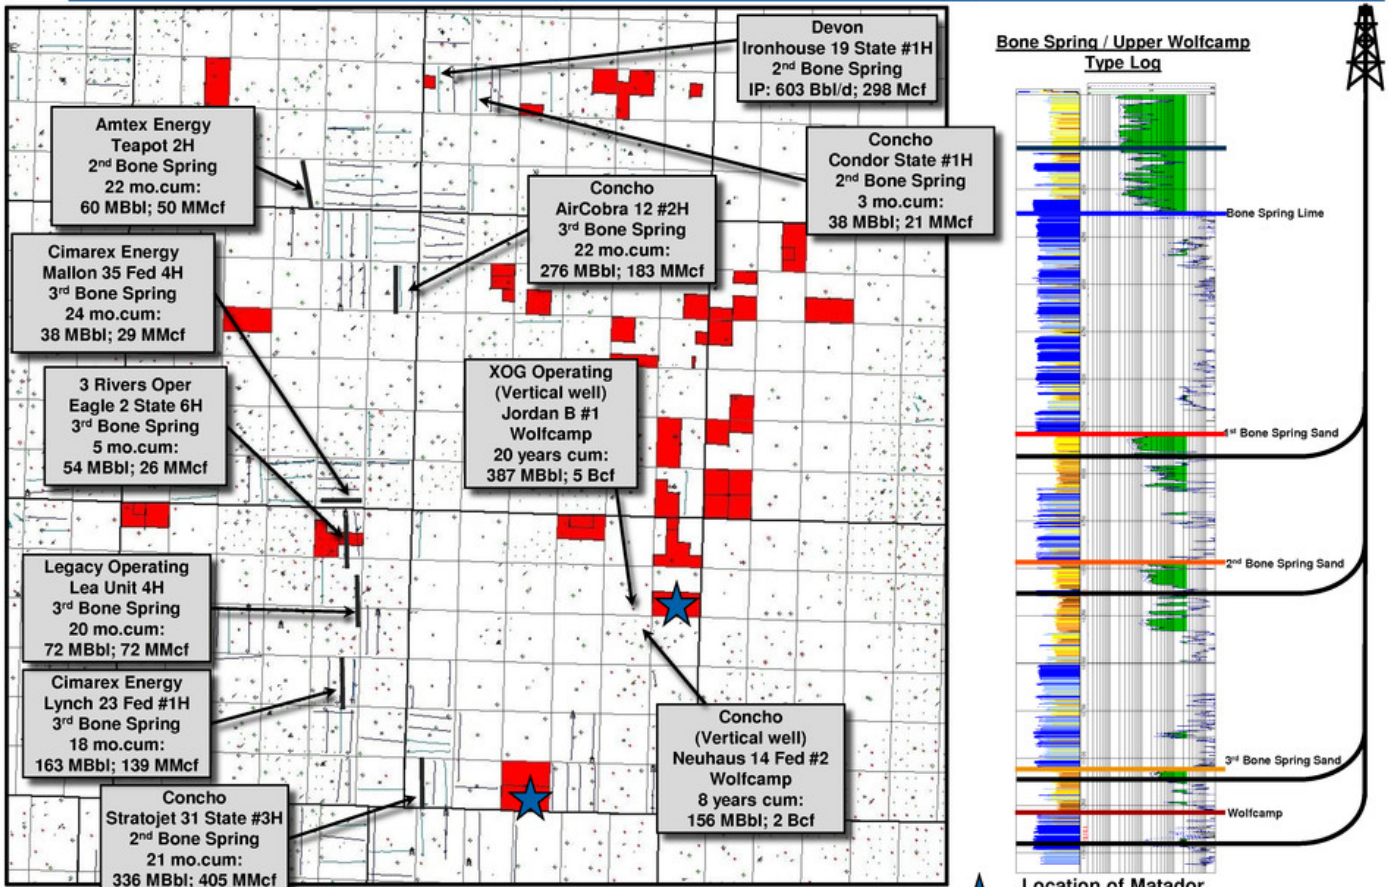 Devon
Ironhouse 19 State #1H
2nd Bone Spring
IP: 603 Bbl/d; 298 Mcf
Amtex Energy
Teapot 2H
2nd Bone Spring
22 mo.cum:
60 MBbl; 50 MMcf
Concho
Condor State #1H
2nd Bone Spring
3 mo.cum:
38 MBbl; 21 MMcf
Concho
AirCobra 12 #2H
3rd Bone Spring
22 mo.cum:
276 MBbl; 183 MMcf
Cimarex Energy
Mallon 35 Fed 4H
3rd Bone Spring
24 mo.cum:
38 MBbl; 29 MMcf
XOG Operating
(Vertical well)
Jordan B #1
Wolfcamp
20 years cum:
387 MBbl; 5 Bcf
3 Rivers Oper
Eagle 2 State 6H
3rd Bone Spring
5 mo.cum:
54 MBbl; 26 MMcf
Legacy Operating
Lea Unit 4H
3rd Bone Spring
20 mo.cum:
72 MBbl; 72 MMcf
Cimarex Energy
Lynch 23 Fed #1H
3rd Bone Spring
18 mo.cum:
163 MBbl; 139 MMcf
Concho
(Vertical well)
Neuhaus 14 Fed #2
Wolfcamp
8 years cum:
156 MBbl; 2 Bcf
Concho
Stratojet 31 State #3H
2nd Bone Spring
21 mo.cum:
336 MBbl; 405 MMcf
Bone Spring / Upper Wolfcamp
Type Log
Bone Spring Lime
1st Bone Spring Sand
2nd Bone Spring Sand
3rd Bone Spring Sand
Wolfcamp
Location of Matador